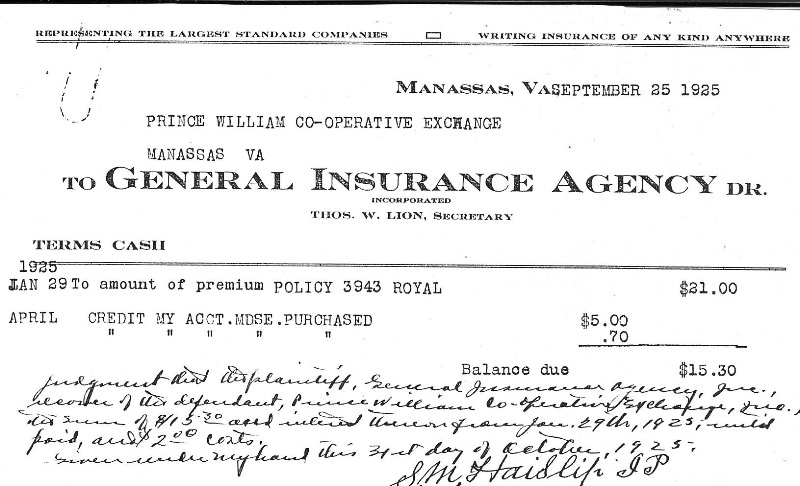 REPRESENTING THE LARGEST STANDARD COMPANIES WRITING INSURANCE OF ANY KIND ANYWHERE
MANASSAS, VA.SEPTEMBER 25 1925
PRINCE WILLIAM CO-OPERATIVE EXCHANGE
MANASSAS VA
TO GENERAL INSURANCE AGENCY DR.
INCORPORATED
THOS. W. LION, SECRETARY
TERMS CASH
1925
JAN 29 To amount of premium POLICY 3943 ROYAL $21.00
APRIL CREDIT MY ACCT.MDSE.PURCHASED $5.00
" " " " " .70
Balance due $15.30
Judgment that the plaintiff, General Insurance Agency, Inc.,
recover of the defendant, Prince William Co-operative Exchange, Inc.,
the sum of $15.30 and interest thereon from Jan. 29th, 1925, until
paid, and $2.00 costs.
Given under my hand this 31st day of October, 1925.
S.M. Haislip JP